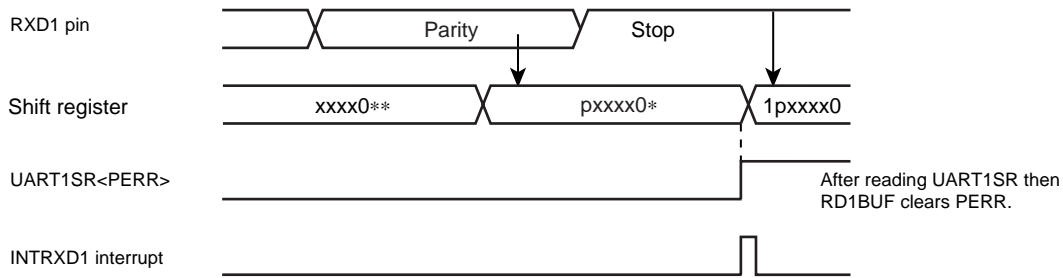 RXD1 pin
Parity
Stop
Shift register
xxxx0**
pxxxx0*
1pxxxx0
UART1SR<PERR>
After reading UART1SR then
RD1BUF clears PERR.
INTRXD1 interrupt